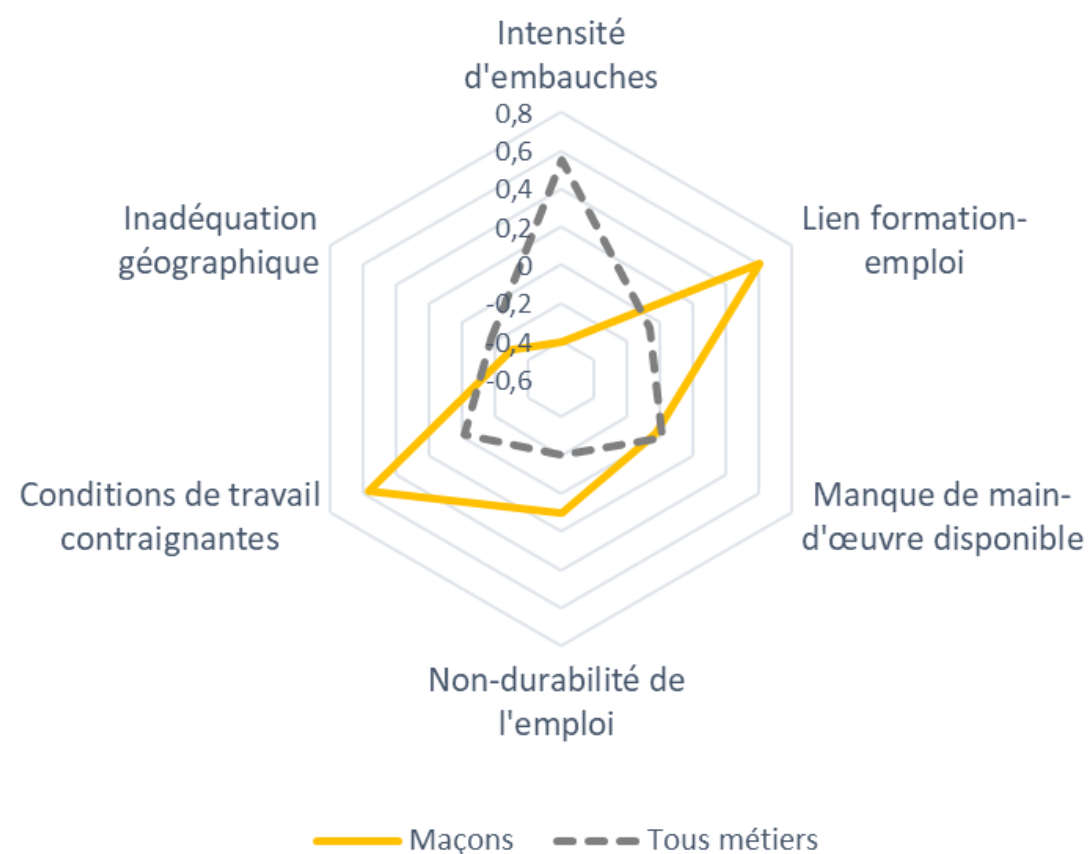 Intensité
d'embauches
0,8
0,6
0,4
0,2
0
-0,2
-0,4
-0,6
Lien formation-
emploi
Manque de main-
d'œuvre disponible
Non-durabilité de
l'emploi
Conditions de travail
contraignantes
Inadéquation
géographique
Maçons
Tous métiers